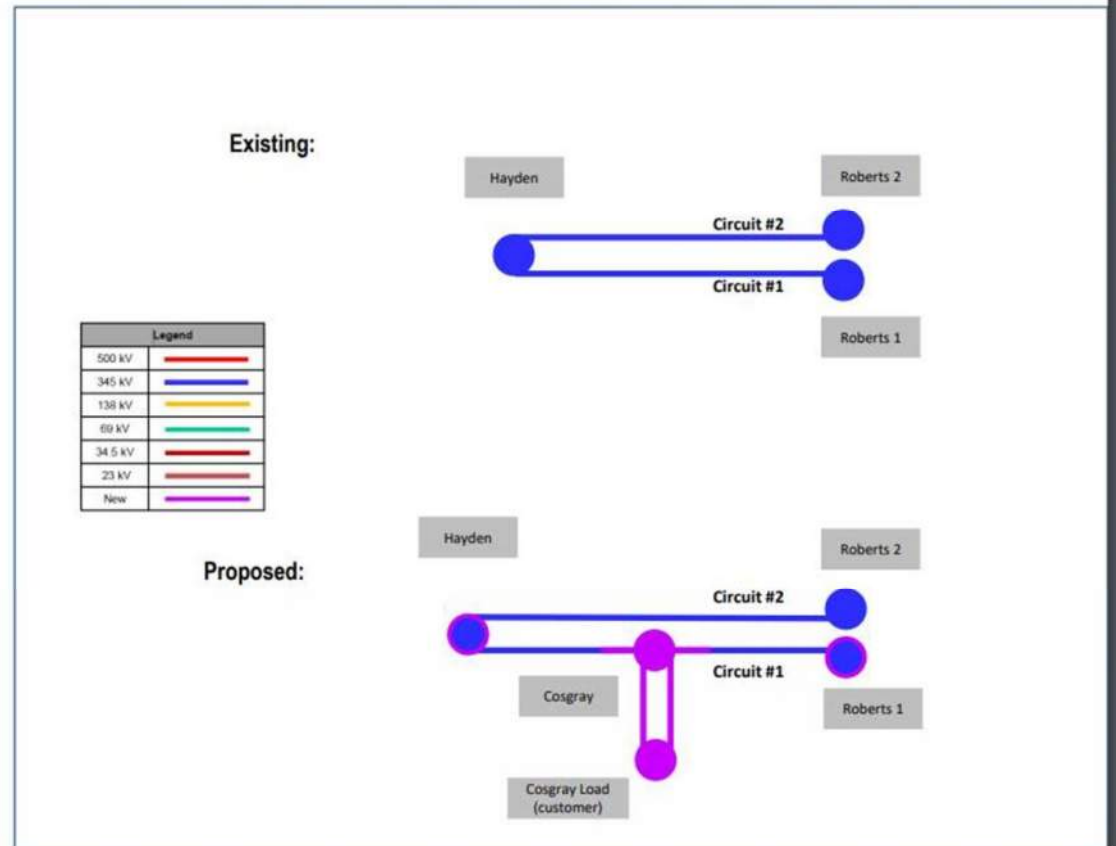 Existing:
Hayden
Roberts 2
Circuit #2
Circuit #1
Roberts 1
Legend
500 kV
345 kV
138 kV
69 kV
34.5 kV
23 kV
New
Proposed:
Hayden
Roberts 2
Circuit #2
Circuit #1
Cosgray
Roberts 1
Cosgray Load
(customer)